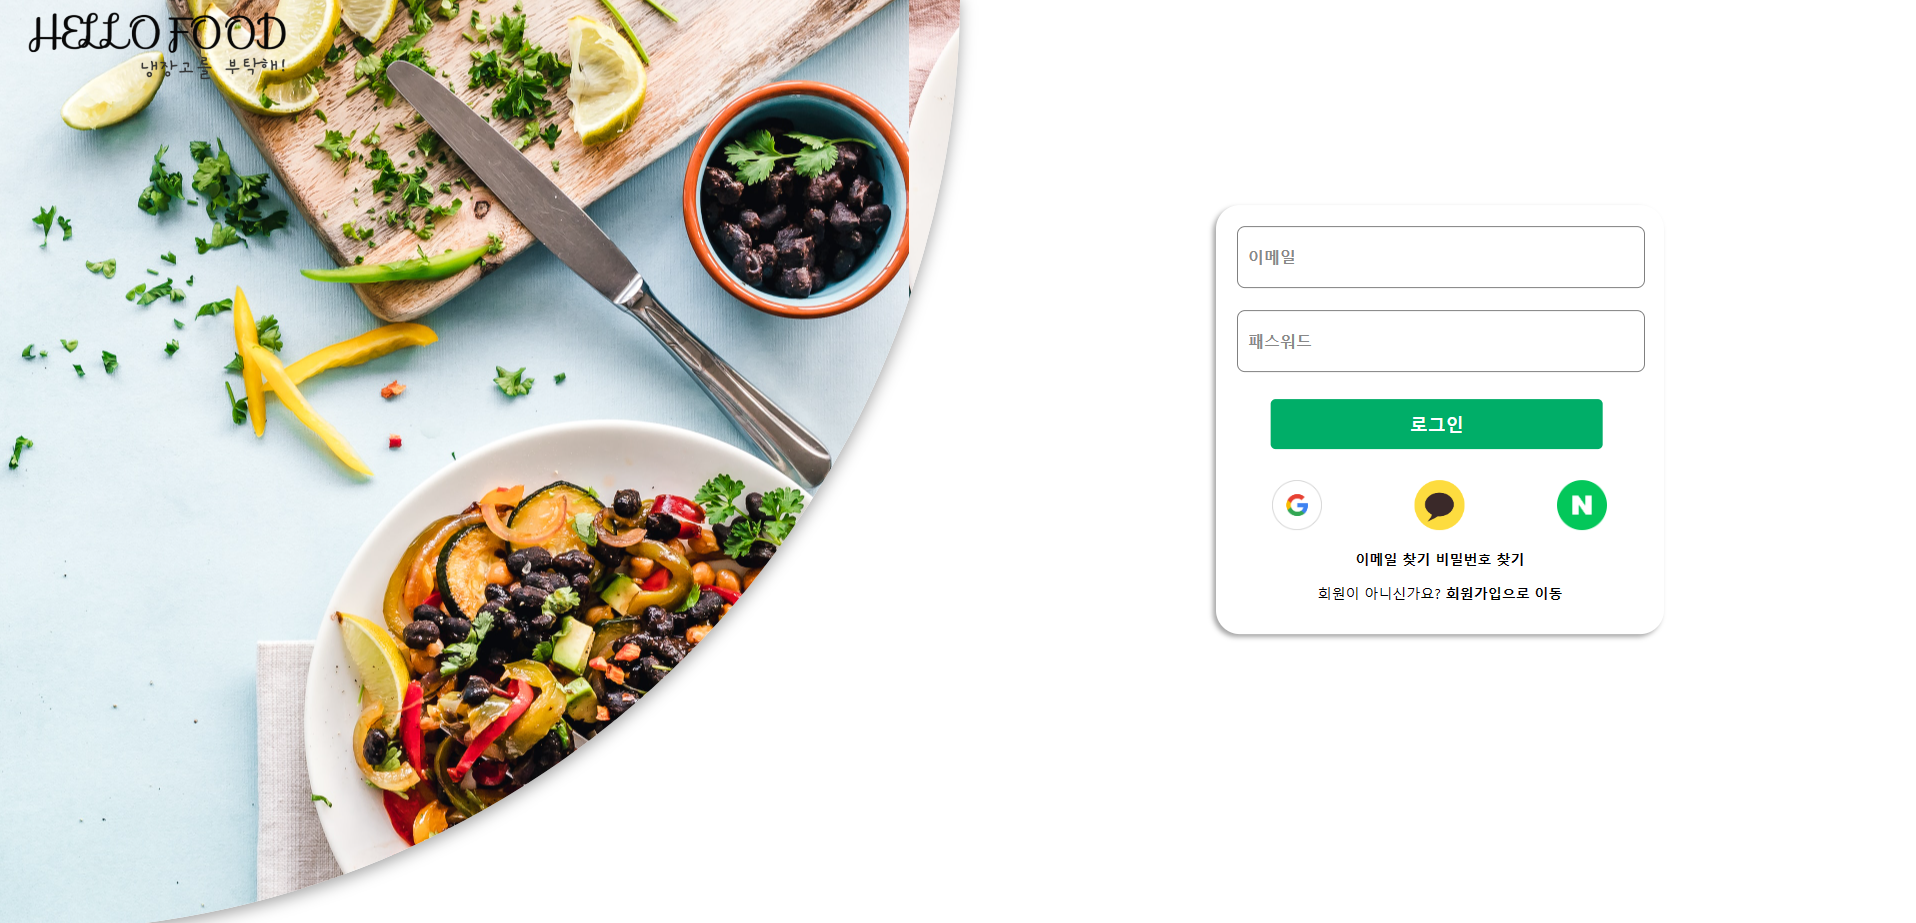 HELLO FOOD
냉장고를 부탁해!
이메일
패스워드
로그인
G
N
이메일 찾기 비밀번호 찾기
회원이 아니신가요? 회원가입으로 이동